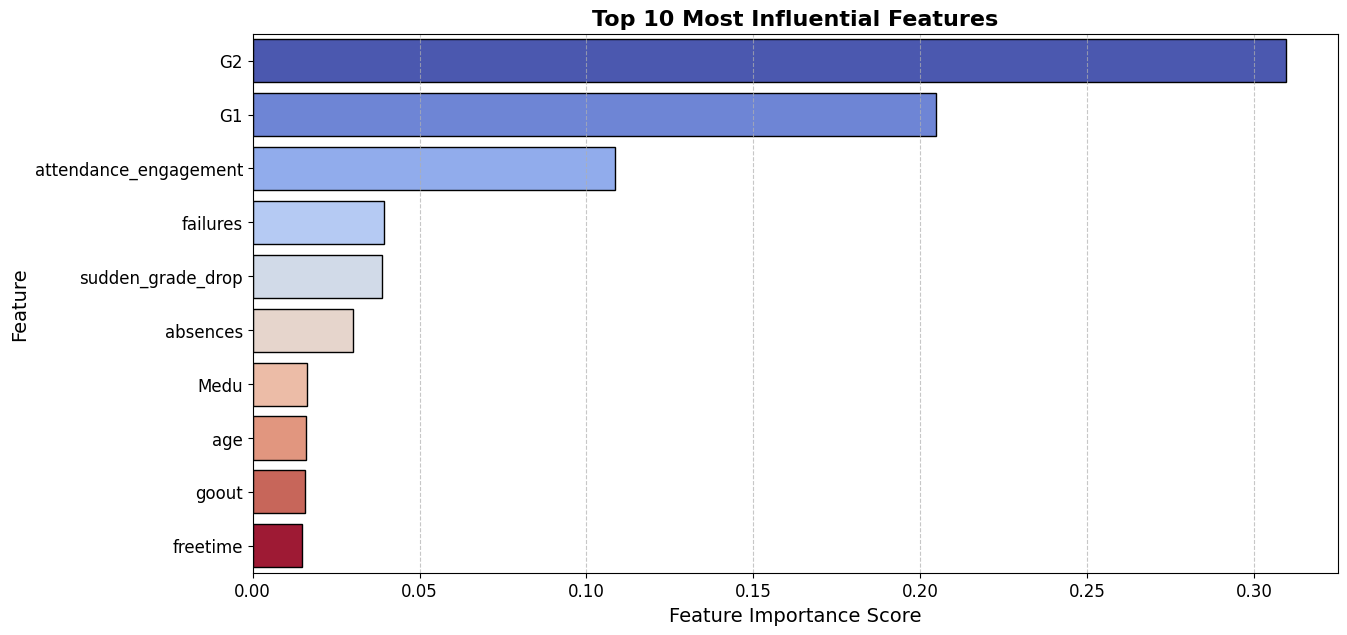 Top 10 Most Influential Features
G2
G1
attendance_engagement
failures
sudden_grade_drop
absences
Medu
age
goout
freetime
Feature
0.00 0.05 0.10 0.15 0.20 0.25 0.30
Feature Importance Score